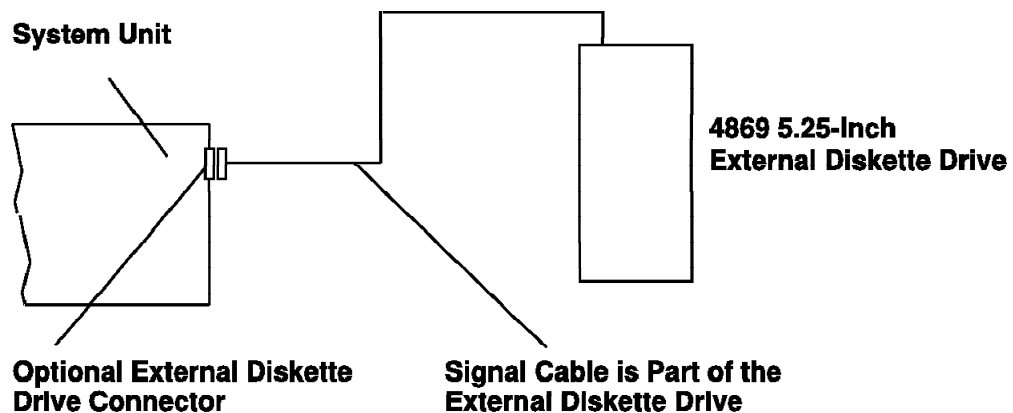 System Unit
4869 5.25-Inch
External Diskette Drive
Optional External Diskette
Drive Connector
Signal Cable is Part of the
External Diskette Drive